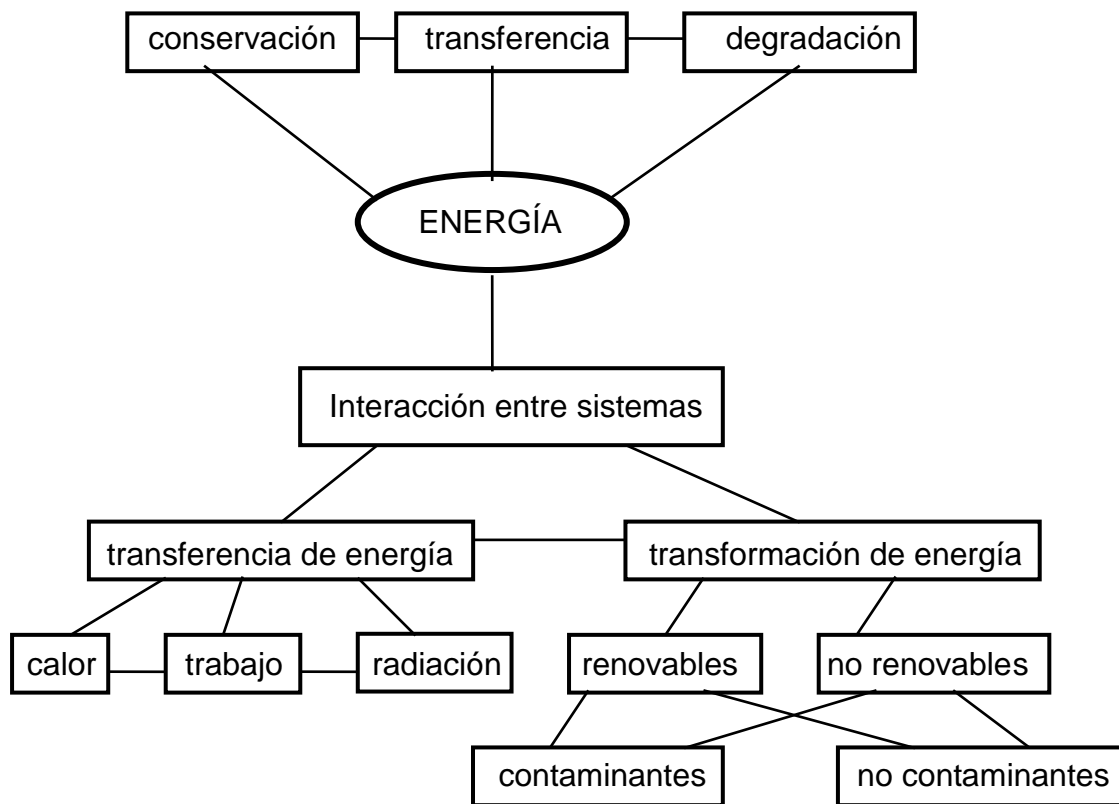 conservación
transferencia
degradación
ENERGÍA
Interacción entre sistemas
transferencia de energía
transformación de energía
calor
trabajo
radiación
renovables
no renovables
contaminantes
no contaminantes